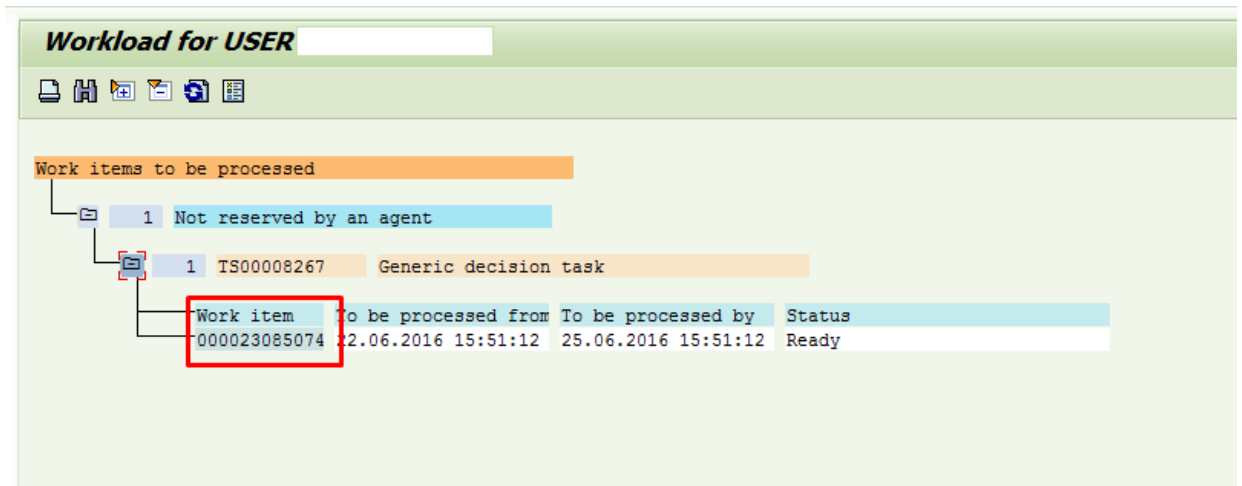 Workload for USER
Work items to be processed
1 Not reserved by an agent
1 TS00008267 Generic decision task
Work item To be processed from To be processed by Status
000023085074 22.06.2016 15:51:12 25.06.2016 15:51:12 Ready